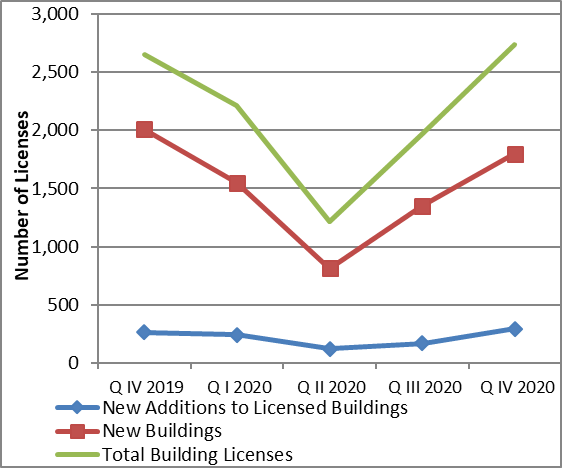 3,000
2,500
2,000
1,500
1,000
500
0
Number of Licenses
Q IV 2019 Q I 2020 Q II 2020 Q III 2020 Q IV 2020
New Additions to Licensed Buildings
New Buildings
Total Building Licenses